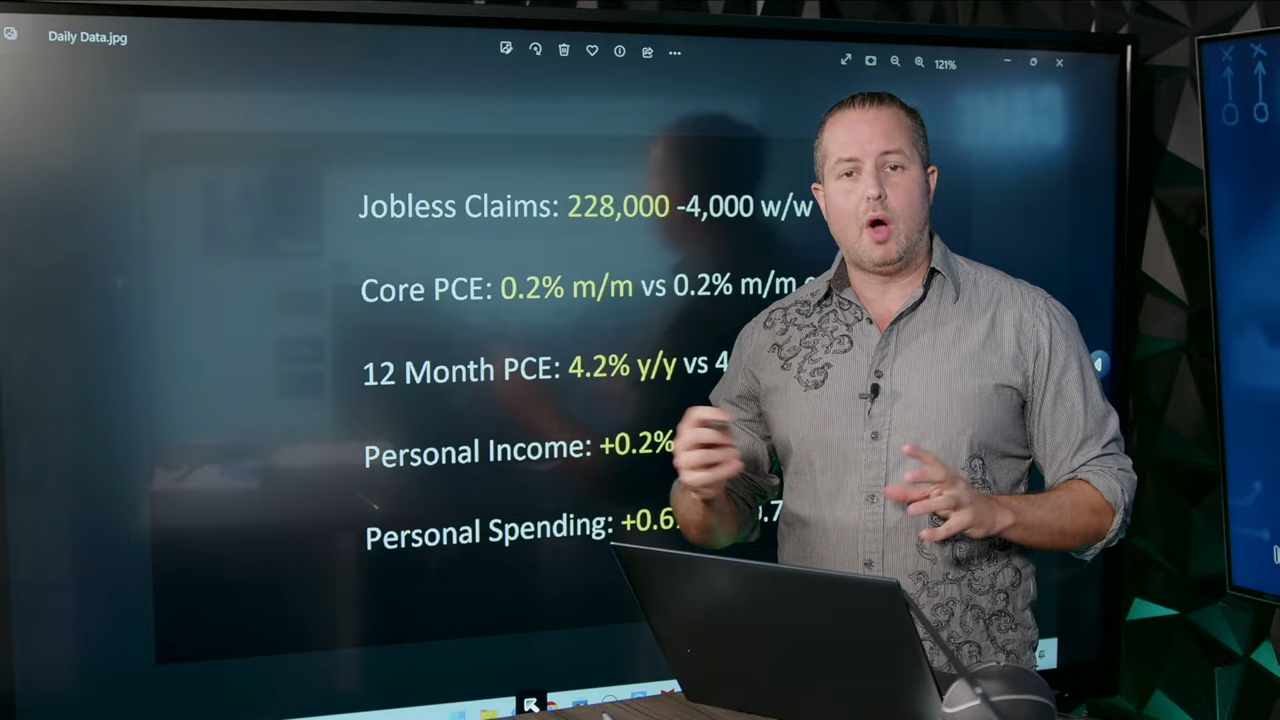 Daily Data.jpg
121%
Jobless Claims: 228,000 -4,000 w/w
Core PCE: 0.2% m/m vs 0.2% m/m
12 Month PCE: 4.2% y/y vs 4
Personal Income: +0.2%
Personal Spending: +0.6 .7